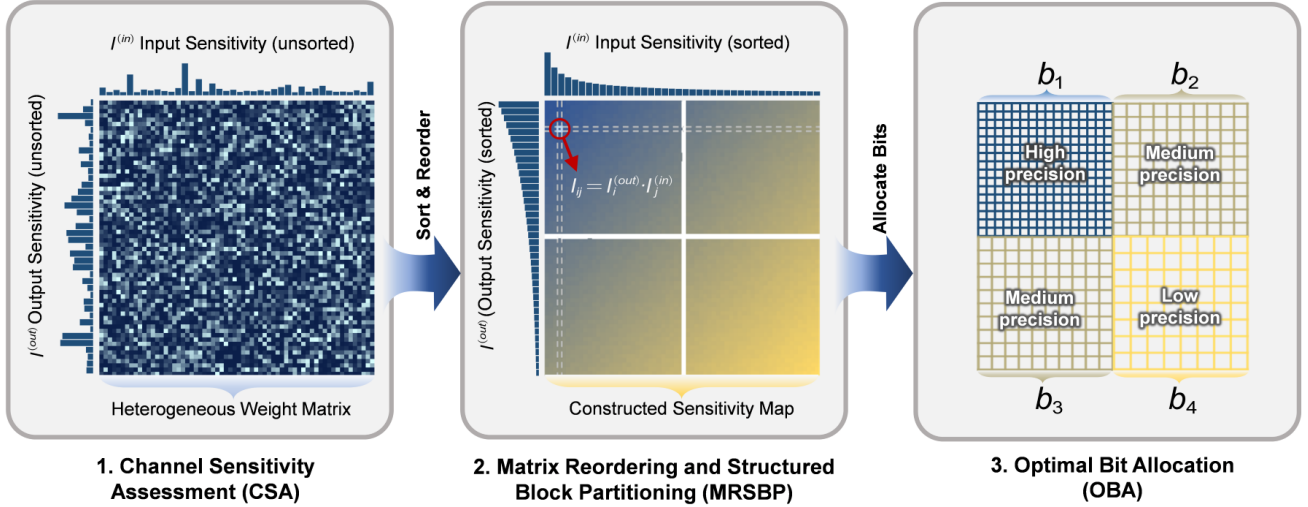 I(in) Input Sensitivity (unsorted)
I(out) Output Sensitivity (unsorted)
Heterogeneous Weight Matrix
1. Channel Sensitivity
Assessment (CSA)
Sort & Reorder
I(in) Input Sensitivity (sorted)
I(out) (Output Sensitivity (sorted)
Iij = Ii(out)·Ij(in)
Constructed Sensitivity Map
2. Matrix Reordering and Structured
Block Partitioning (MRSBP)
Allocate Bits
b1
b2
High
precision
Medium
precision
Medium
precision
Low
precision
b3
b4
3. Optimal Bit Allocation
(OBA)